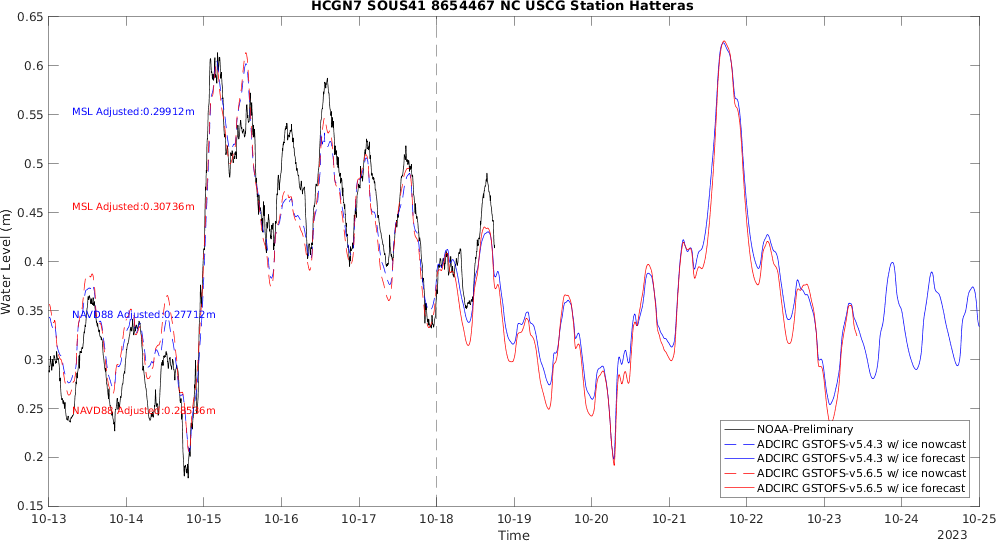 HCGN7 SOUS41 8654467 NC USCG Station Hatteras
Water Level (m)
0.65
0.6
0.55
0.5
0.45
0.4
0.35
0.3
0.25
0.2
0.15
MSL Adjusted:0.29912m
MSL Adjusted:0.30736m
NAVD88 Adjusted:0.27712m
NAVD88 Adjusted:0.28536m
NOAA-Preliminary
ADCIRC GSTOFS-v5.4.3 w/ ice nowcast
ADCIRC GSTOFS-v5.4.3 w/ ice forecast
ADCIRC GSTOFS-v5.6.5 w/ ice nowcast
ADCIRC GSTOFS-v5.6.5 w/ ice forecast
10-13 10-14 10-15 10-16 10-17 10-18 10-19 10-20 10-21 10-22 10-23 10-24 10-25
Time
2023